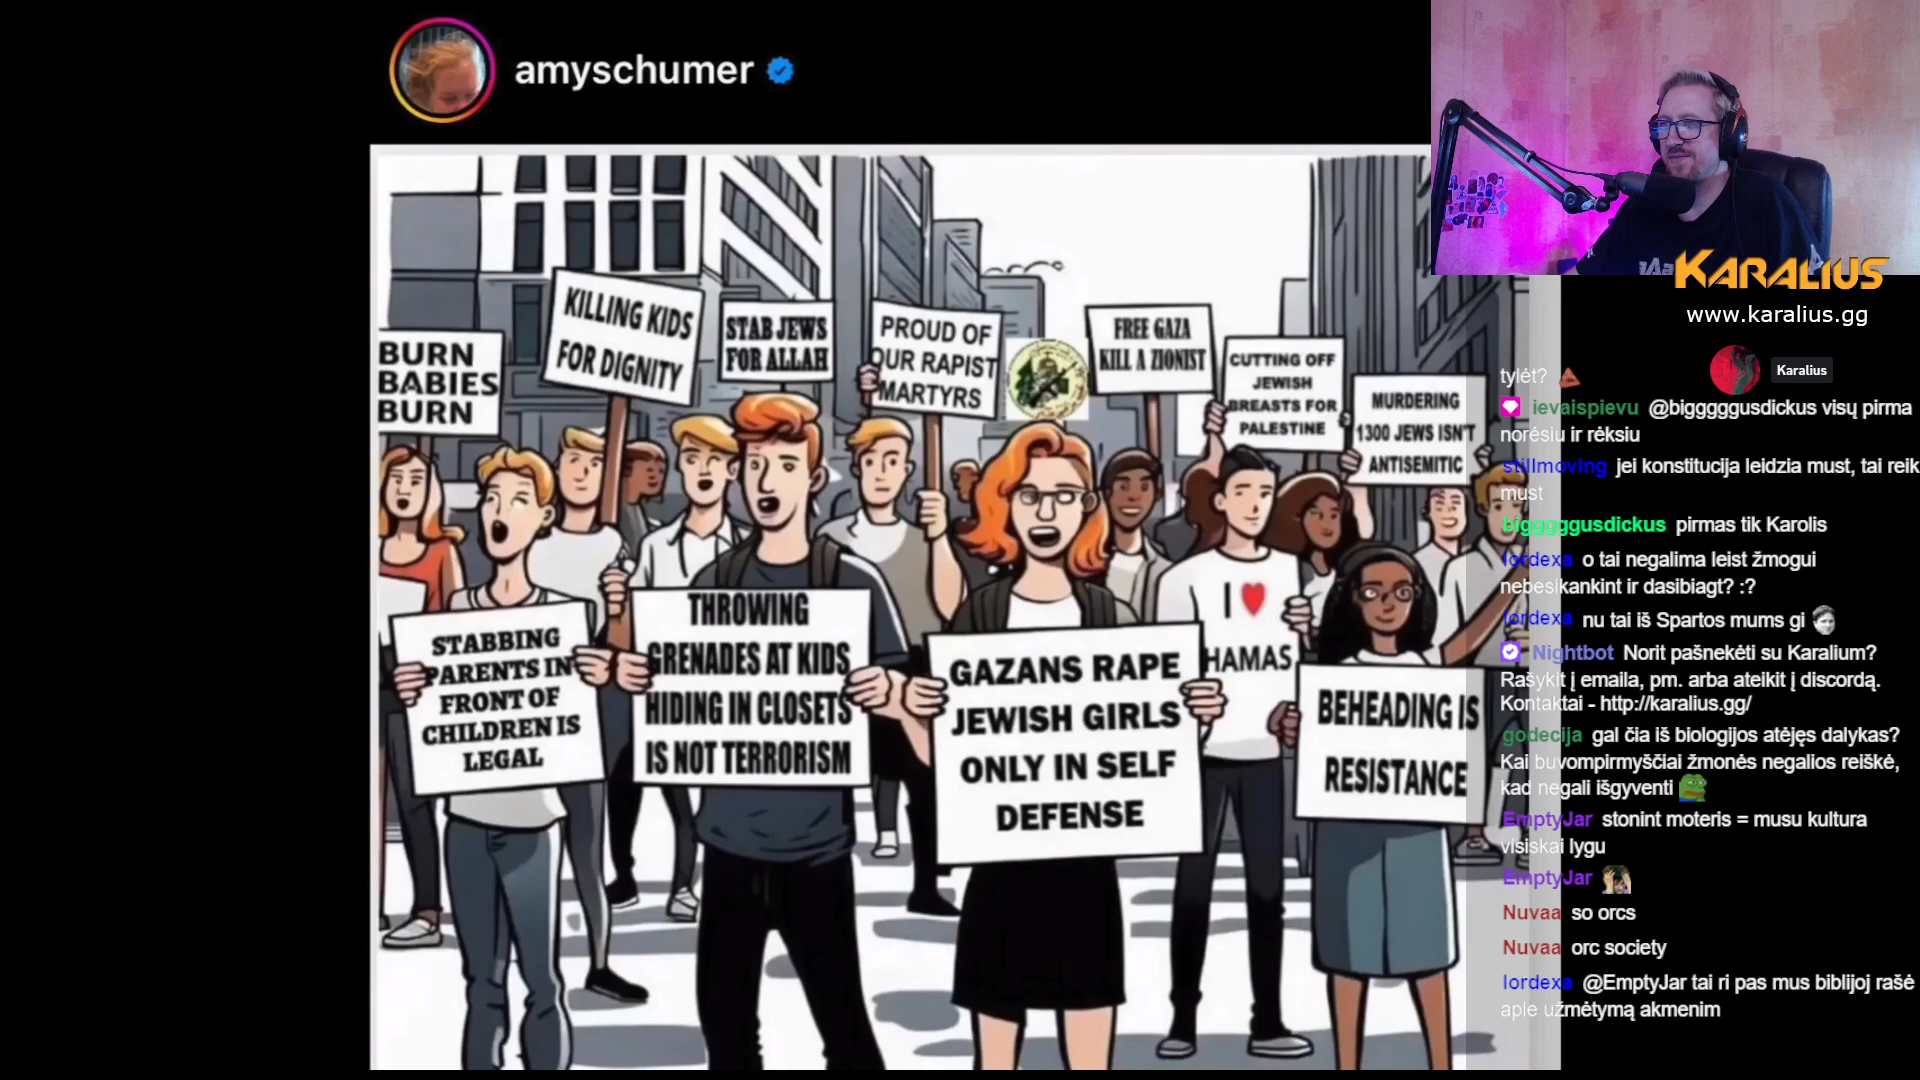 amyschumer
BURN
BABIES
BURN
KILLING KIDS
FOR DIGNITY
STAB JEWS
FOR ALLAH
PROUD OF
OUR RAPIST
MARTYRS
FREE GAZA
KILL A ZIONIST
CUTTING OFF
JEWISH
BREASTS FOR
PALESTINE
MURDERING
1300 JEWS ISN'T
ANTISEMITIC
STABBING
PARENTS IN
FRONT OF
CHILDREN IS
LEGAL
THROWING
GRENADES AT KIDS
HIDING IN CLOSETS
IS NOT TERRORISM
GAZANS RAPE
JEWISH GIRLS
ONLY IN SELF
DEFENSE
I
HAMAS
BEHEADING IS
RESISTANCE
KARALIUS
www.karalius.gg
Karalius
tylėt?
ievaispievu @bigggggusdickus visų pirma
norėsiu ir rėksiu
stillmoving jei konstitucija leidzia must, tai reik
must
bigggggusdickus pirmas tik Karolis
lordexa o tai negalima leist žmogui
nebesikankint ir dasibiagt? :?
lordexa nu tai iš Spartos mums gi
Nightbot Norit pašnekėti su Karalium?
Rašykit į emaila, pm. arba ateikit į discordą.
Kontaktai - http://karalius.gg/
godecija gal čia iš biologijos atėjęs dalykas?
Kai buvompirmyščiai žmonės negalios reiškė,
kad negali išgyventi
EmptyJar stonint moteris = musu kultura
visiskai lygu
EmptyJar
Nuvaa so orcs
Nuvaa orc society
lordexa @EmptyJar tai ri pas mus biblijoj rašė
apie užmėtymą akmenim